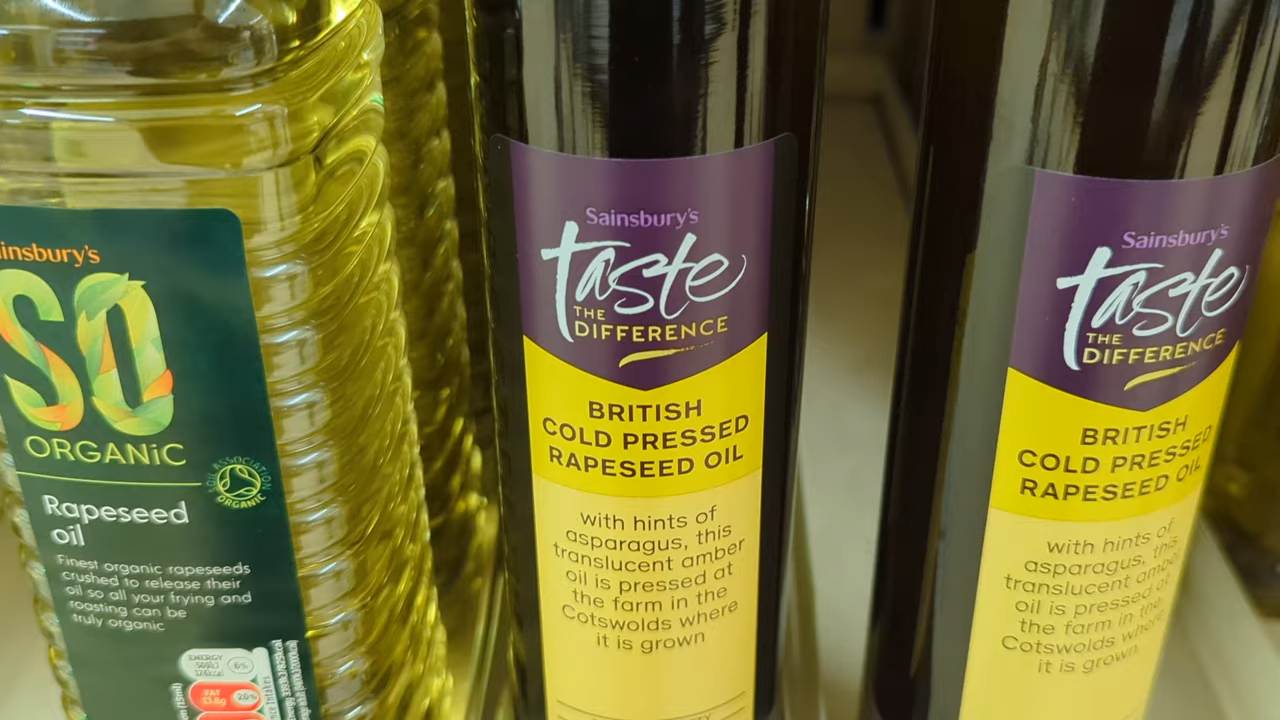 Sainsbury's
SO
ORGANiC
SOIL ASSOCIATION
ORGANIC
Rapeseed
oil
Finest organic rapeseeds
crushed to release their
oil so all your frying and
roasting can be
truly organic
ENERGY
6%
FAT
13.8g
20%
Sainsbury's
taste
THE
DIFFERENCE
BRITISH
COLD PRESSED
RAPESEED OIL
with hints of
asparagus, this
translucent amber
oil is pressed at
the farm in the
Cotswolds where
it is grown
Sainsbury's
taste
THE
DIFFERENCE
BRITISH
COLD PRESSED
RAPESEED OIL
with hints of
asparagus, this
translucent amber
oil is pressed at
the farm in the
Cotswolds where
it is grown